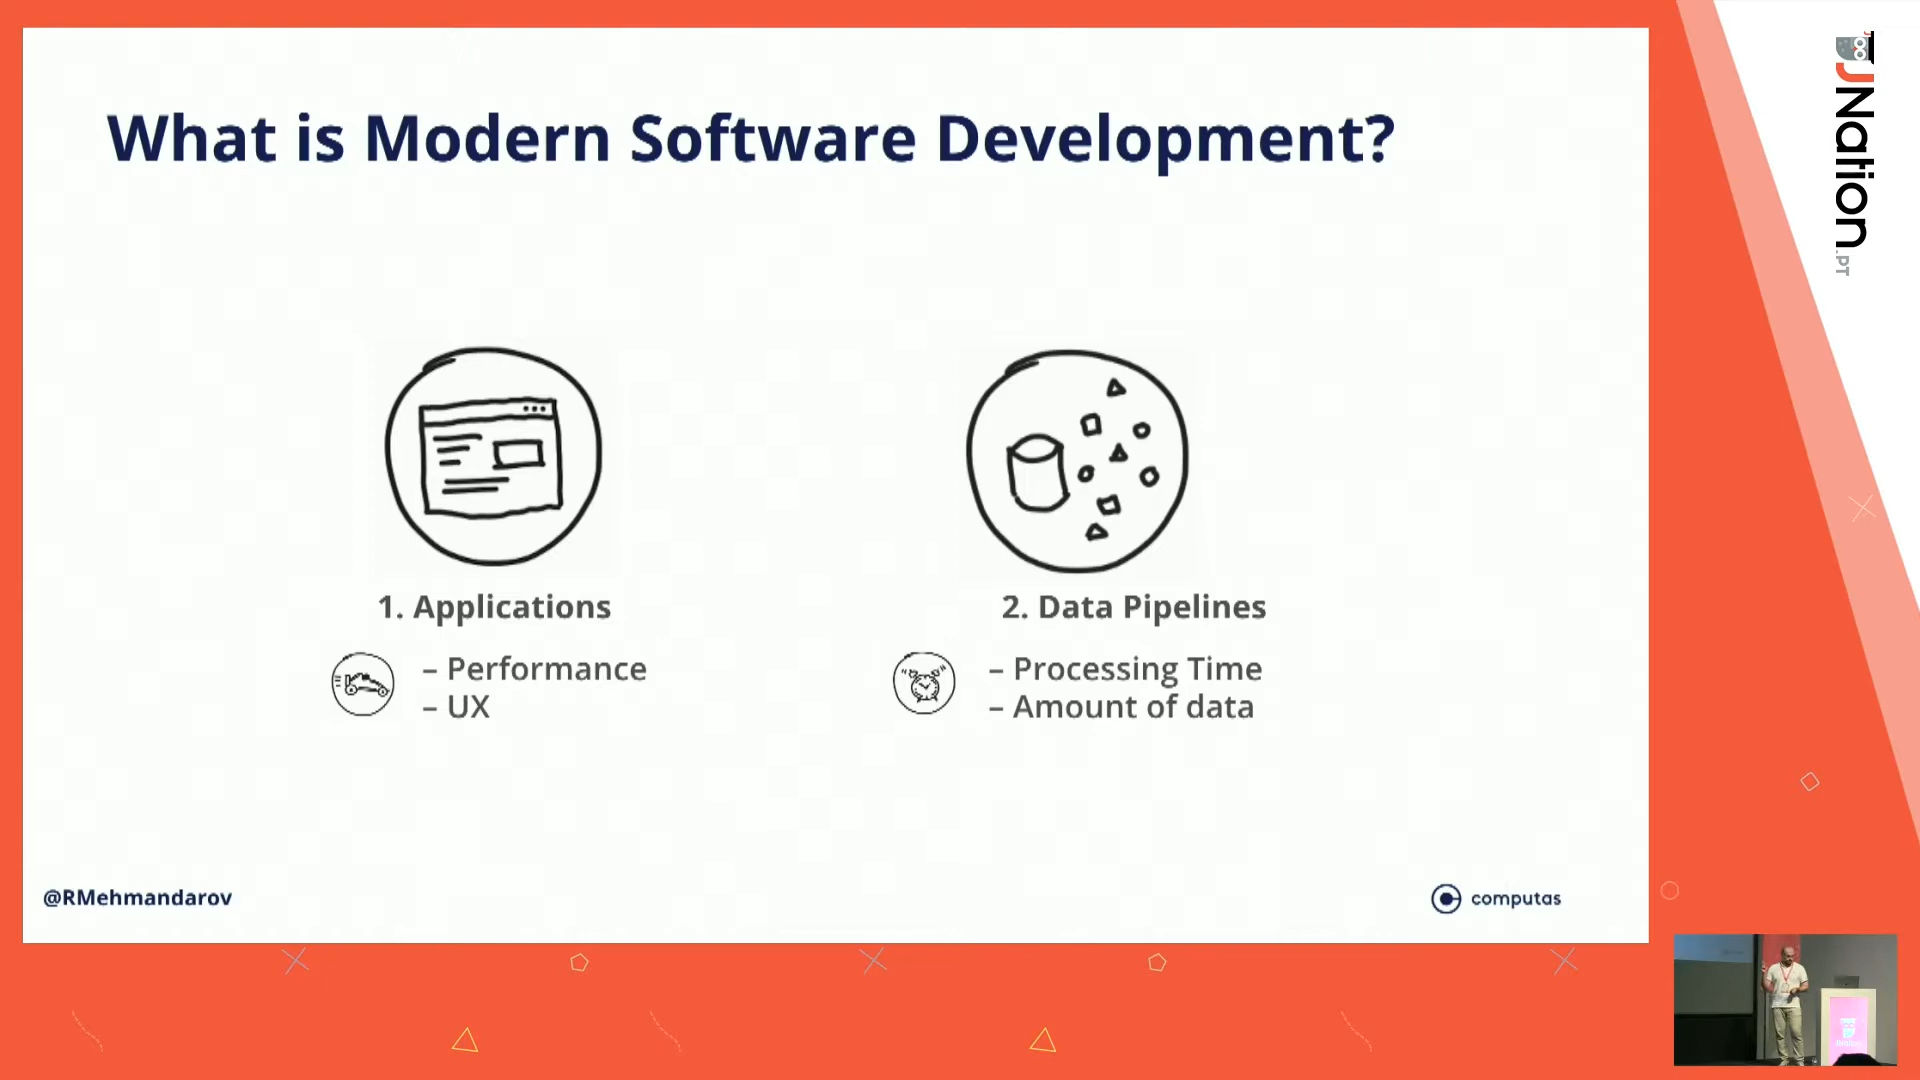 What is Modern Software Development?
1. Applications
– Performance
– UX
2. Data Pipelines
– Processing Time
– Amount of data
@RMehmandarov
computas
JNation
.PT